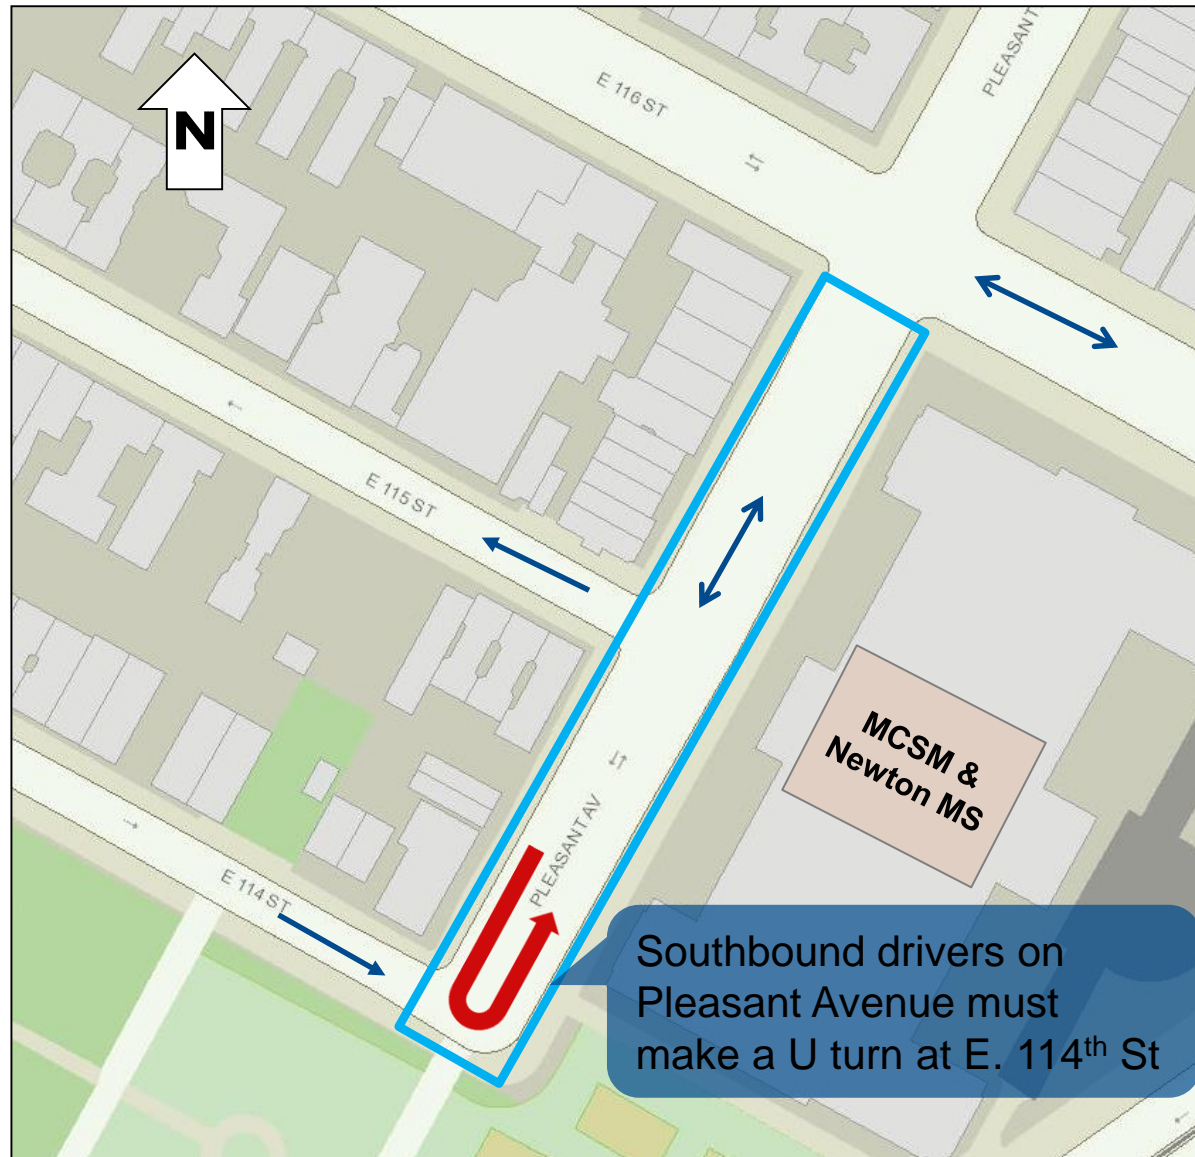 E 116 ST
PLEASANT
N
E 115 ST
MCSM &
Newton MS
PLEASANT AV
E 114 ST
Southbound drivers on
Pleasant Avenue must
make a U turn at E. 114th St